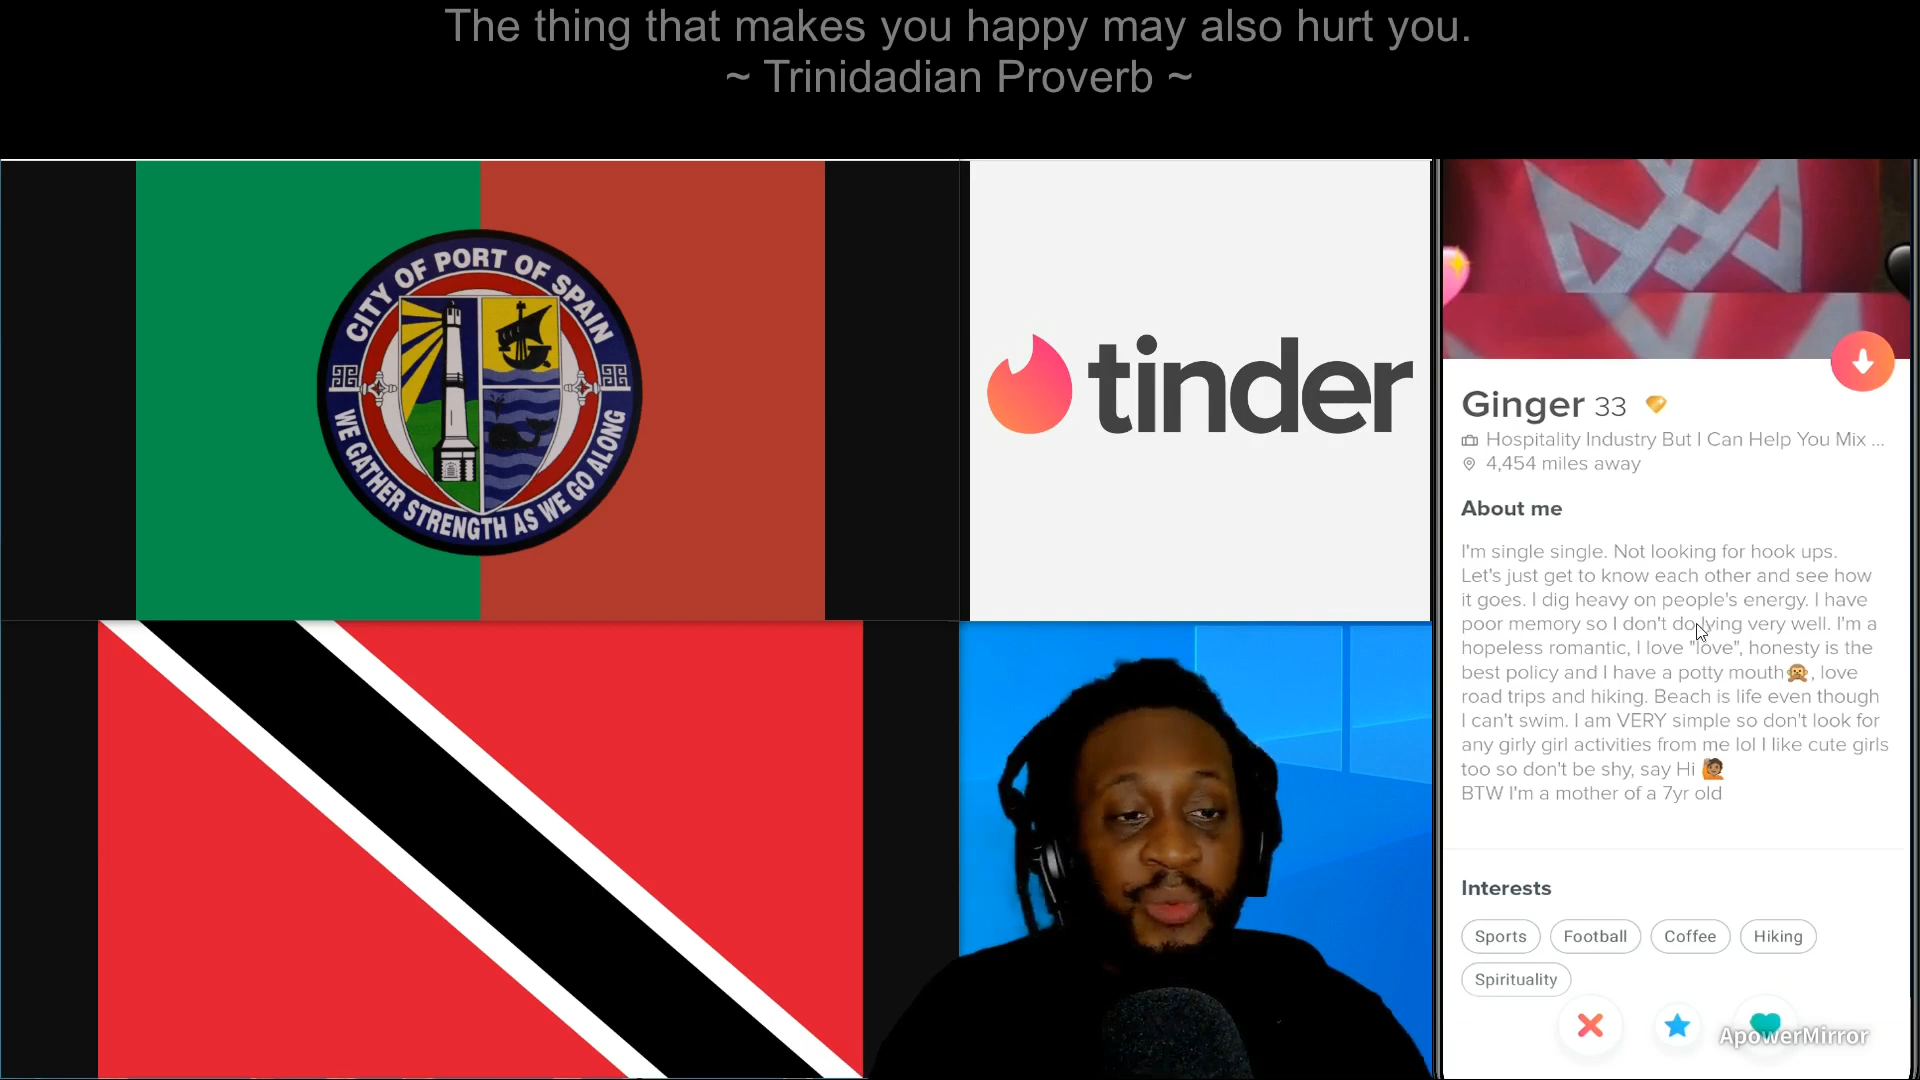 The thing that makes you happy may also hurt you.
~ Trinidadian Proverb ~
CITY OF PORT OF SPAIN
WE GATHER STRENGTH AS WE GO ALONG
tinder
Ginger 33
Hospitality Industry But I Can Help You Mix ...
4,454 miles away
About me
I'm single single. Not looking for hook ups.
Let's just get to know each other and see how
it goes. I dig heavy on people's energy. I have
poor memory so I don't do lying very well. I'm a
hopeless romantic, I love "love", honesty is the
best policy and I have a potty mouth🙊, love
road trips and hiking. Beach is life even though
I can't swim. I am VERY simple so don't look for
any girly girl activities from me lol I like cute girls
too so don't be shy, say Hi 🙋🏽
BTW I'm a mother of a 7yr old
Interests
Sports Football Coffee Hiking
Spirituality
ApowerMirror